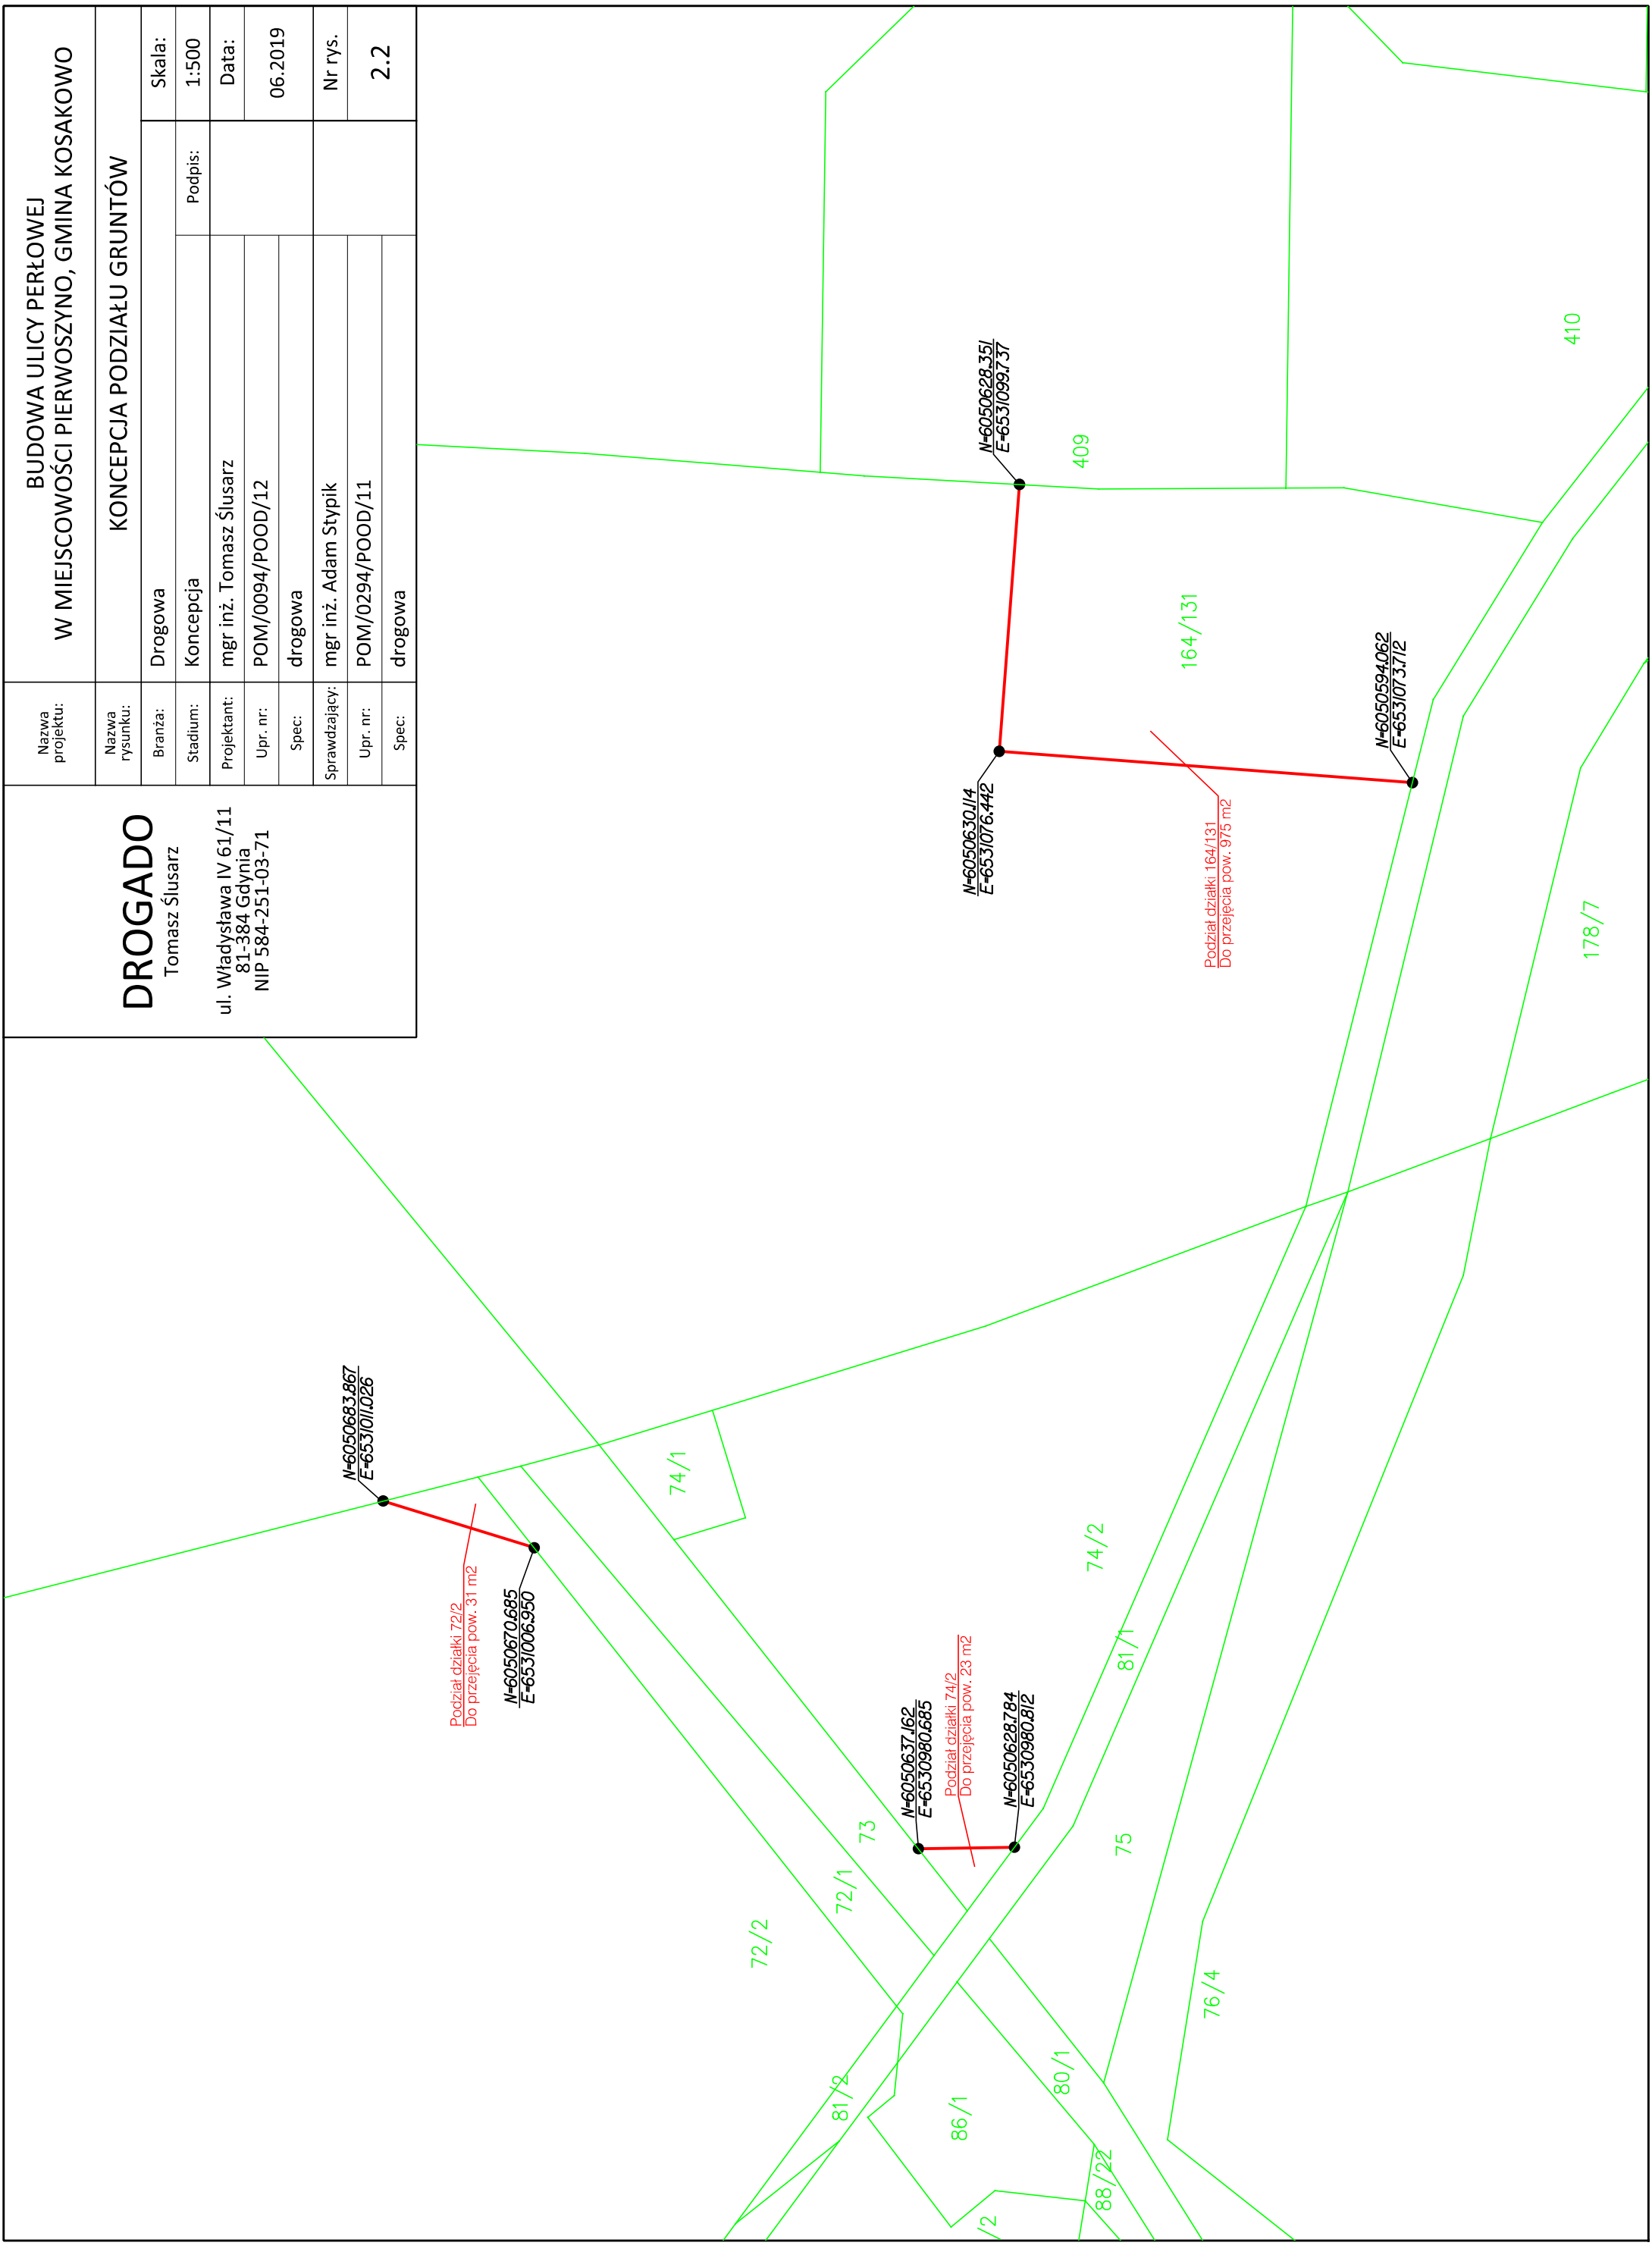 Nazwa
projektu:
BUDOWA ULICY PERŁOWEJ
W MIEJSCOWOŚCI PIERWOSZYNO, GMINA KOSAKOWO
Nazwa
rysunku:
KONCEPCJA PODZIAŁU GRUNTÓW
Branża:
Drogowa
Skala:
Stadium:
Koncepcja
Podpis:
1:500
Projektant:
mgr inż. Tomasz Ślusarz
Data:
Upr. nr:
POM/0094/POOD/12
06.2019
Spec:
drogowa
Sprawdzający:
mgr inż. Adam Stypik
Nr rys.
Upr. nr:
POM/0294/POOD/11
2.2
Spec:
drogowa
DROGADO
Tomasz Ślusarz
ul. Władysława IV 61/11
81-384 Gdynia
NIP 584-251-03-71
N=6050683.867
E=6531011.026
Podział działki 72/2
Do przejęcia pow. 31 m2
N=6050670.685
E=6531006.950
74/1
72/2
72/1
73
N=6050637.162
E=6530980.685
Podział działki 74/2
Do przejęcia pow. 23 m2
N=6050628.784
E=6530980.812
74/2
81/1
81/2
86/1
80/1
75
88/22
/2
76/4
N=6050630.114
E=6531076.442
N=6050628.351
E=6531099.737
409
164/131
Podział działki 164/131
Do przejęcia pow. 975 m2
N=6050594.062
E=6531073.712
410
178/7